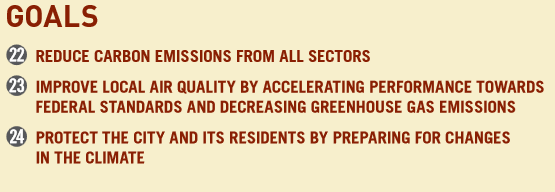 GOALS
22 REDUCE CARBON EMISSIONS FROM ALL SECTORS
23 IMPROVE LOCAL AIR QUALITY BY ACCELERATING PERFORMANCE TOWARDS
FEDERAL STANDARDS AND DECREASING GREENHOUSE GAS EMISSIONS
24 PROTECT THE CITY AND ITS RESIDENTS BY PREPARING FOR CHANGES
IN THE CLIMATE